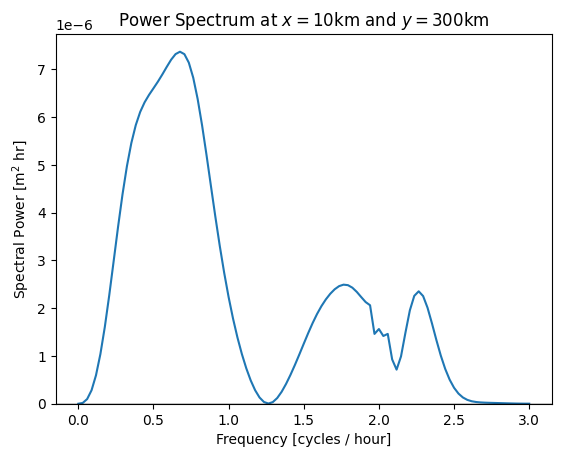 Power Spectrum at x = 10km and y = 300km
1e−6
7
6
5
4
3
2
1
0
Spectral Power [m² hr]
0.0 0.5 1.0 1.5 2.0 2.5 3.0
Frequency [cycles / hour]